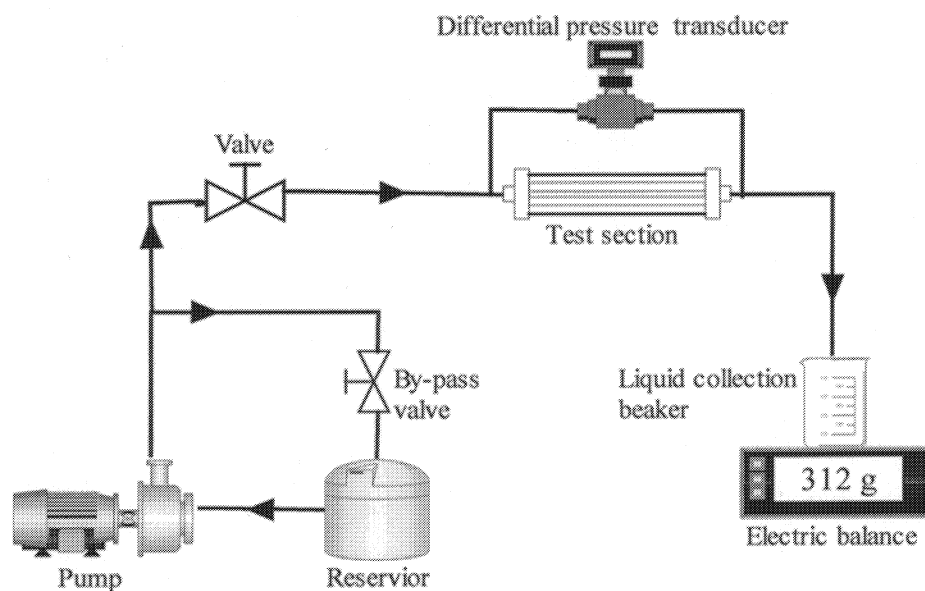 Differential pressure transducer
Valve
Test section
By-pass
valve
Liquid collection
beaker
312 g
Electric balance
Pump
Reservior